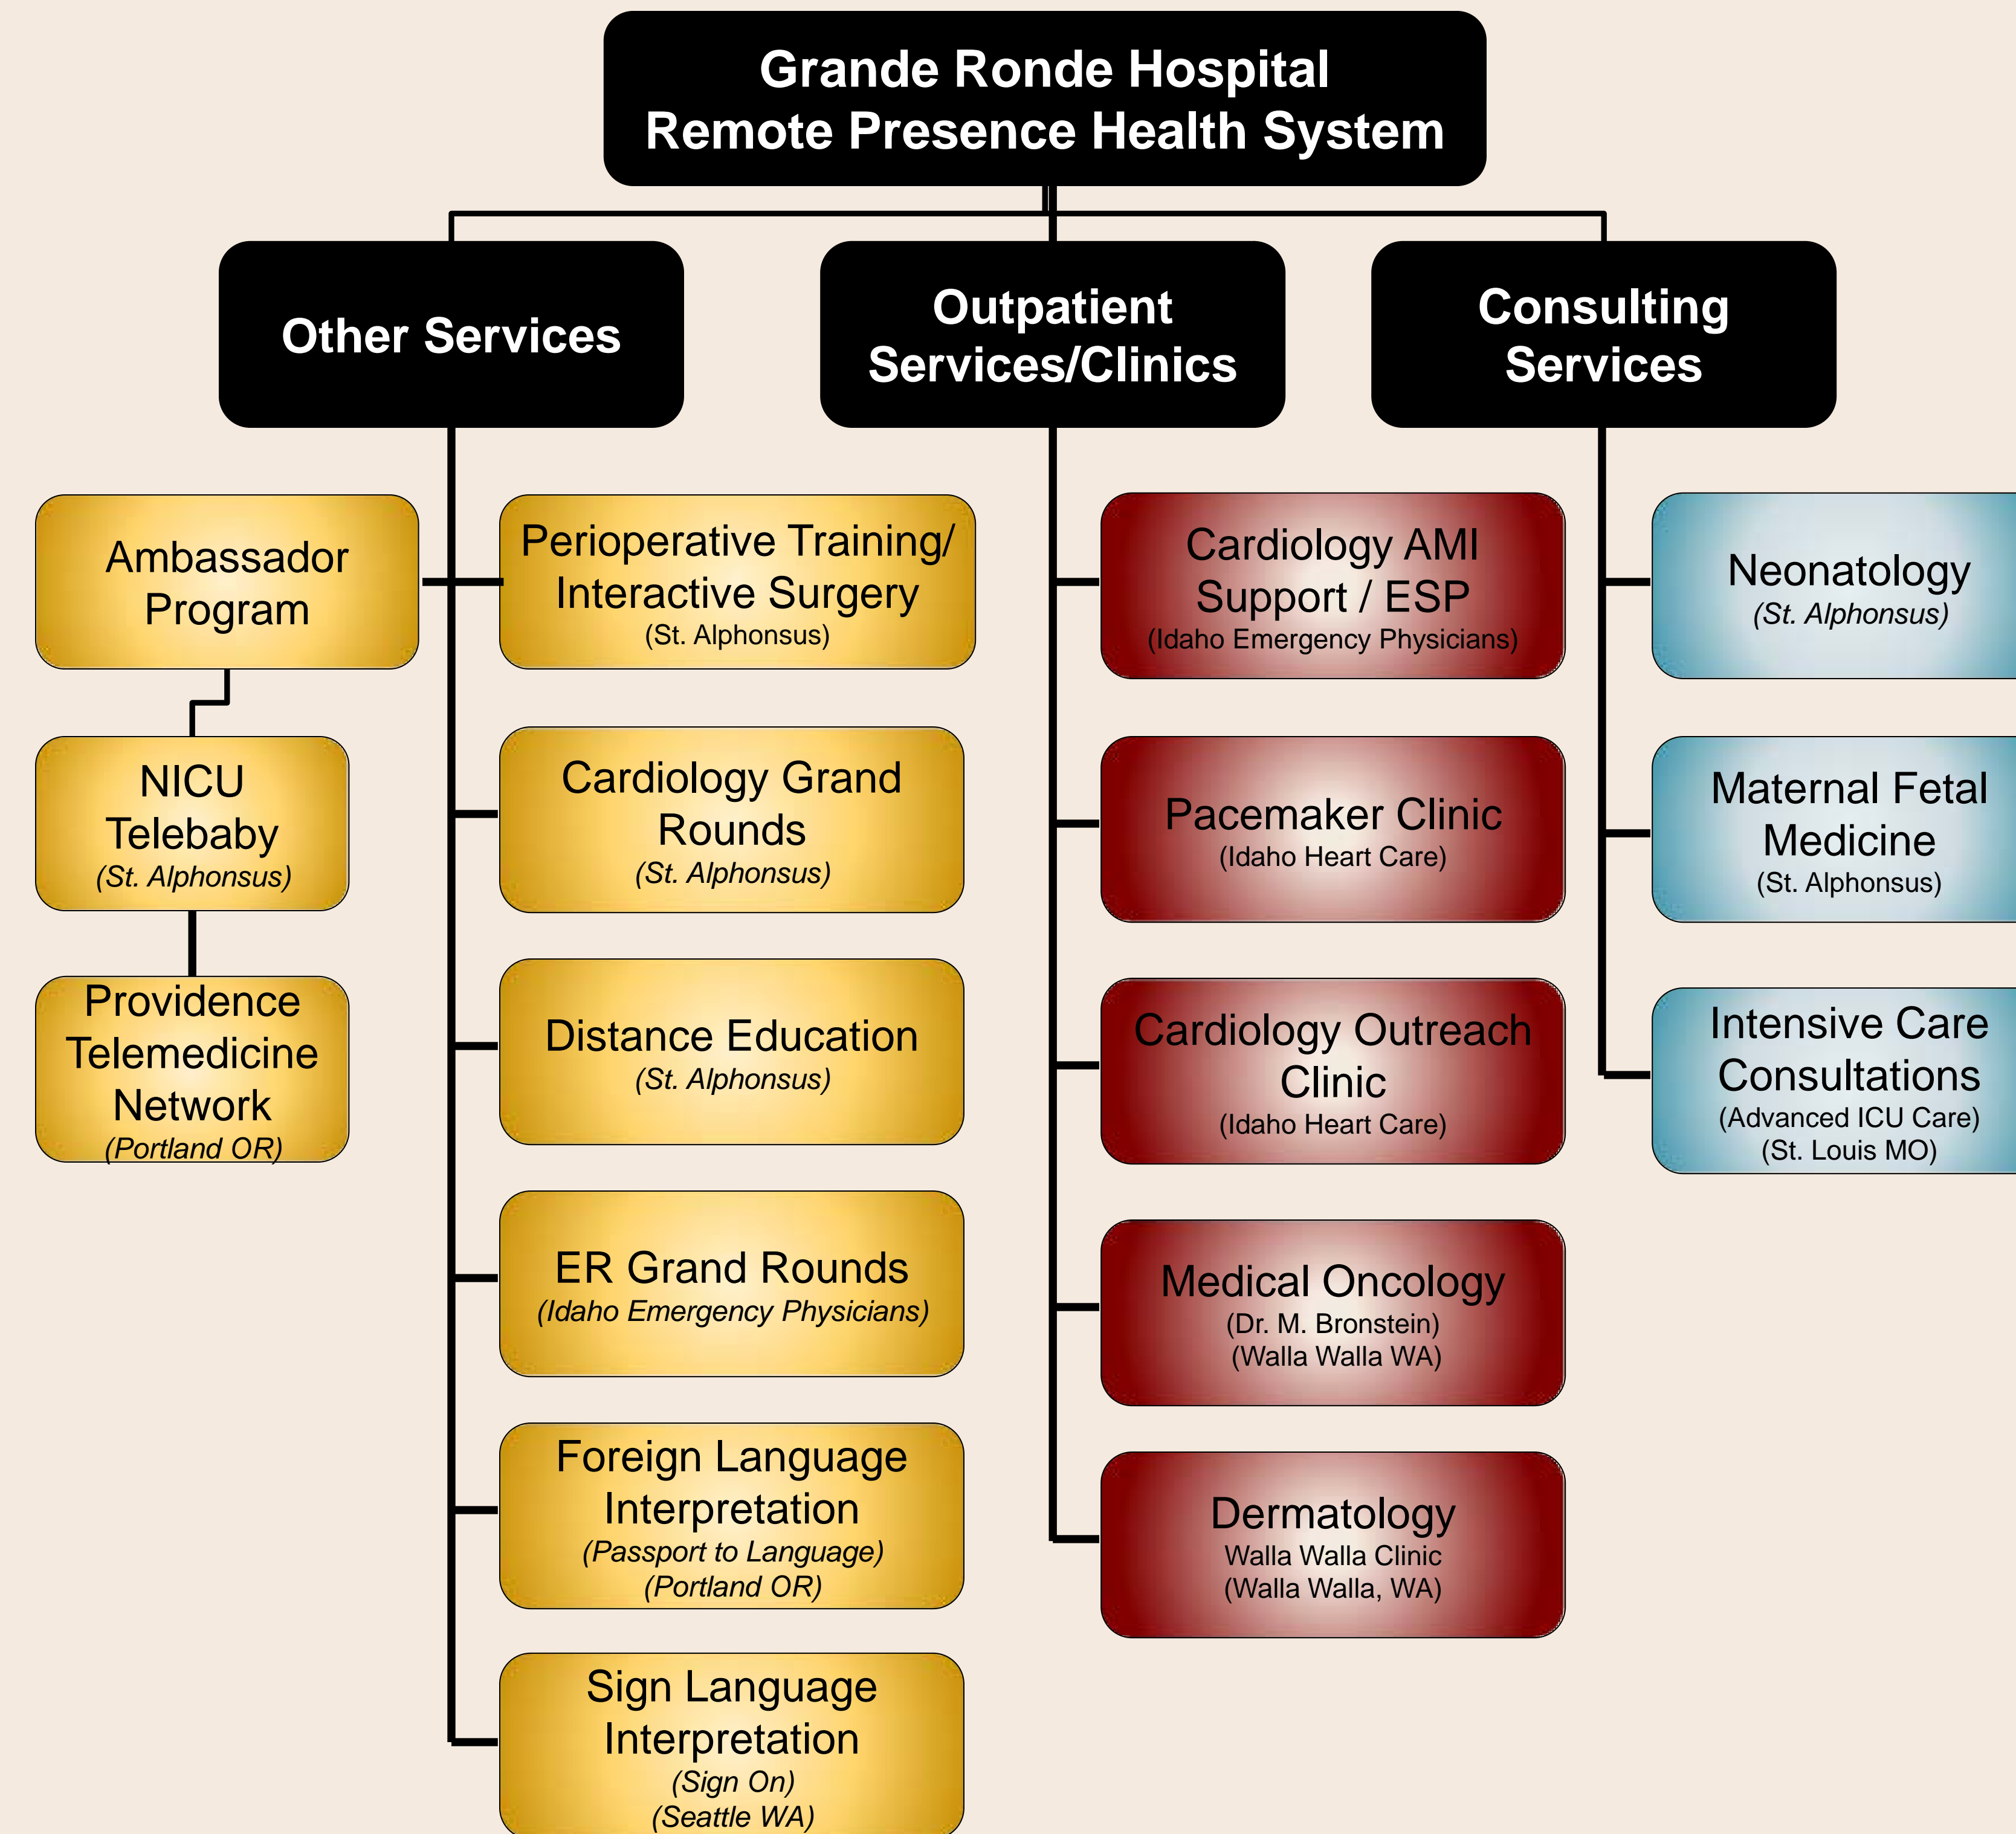 Grande Ronde Hospital
Remote Presence Health System
Other Services
Outpatient
Services/Clinics
Consulting
Services
Ambassador
Program
NICU
Telebaby
(St. Alphonsus)
Providence
Telemedicine
Network
(Portland OR)
Perioperative Training/
Interactive Surgery
(St. Alphonsus)
Cardiology Grand
Rounds
(St. Alphonsus)
Distance Education
(St. Alphonsus)
ER Grand Rounds
(Idaho Emergency Physicians)
Foreign Language
Interpretation
(Passport to Language)
(Portland OR)
Sign Language
Interpretation
(Sign On)
(Seattle WA)
Cardiology AMI
Support / ESP
(Idaho Emergency Physicians)
Pacemaker Clinic
(Idaho Heart Care)
Cardiology Outreach
Clinic
(Idaho Heart Care)
Medical Oncology
(Dr. M. Bronstein)
(Walla Walla WA)
Dermatology
Walla Walla Clinic
(Walla Walla, WA)
Neonatology
(St. Alphonsus)
Maternal Fetal
Medicine
(St. Alphonsus)
Intensive Care
Consultations
(Advanced ICU Care)
(St. Louis MO)